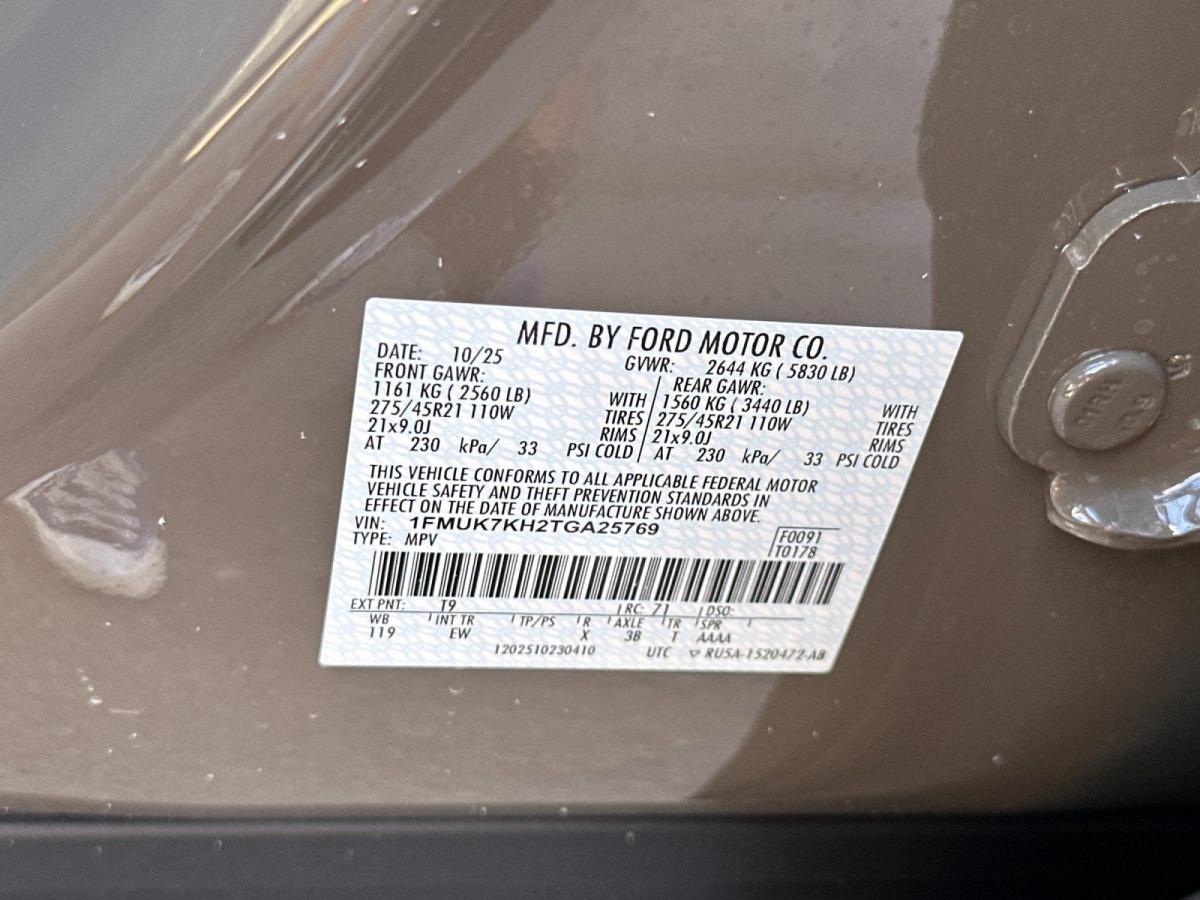 MFD. BY FORD MOTOR CO.
DATE: 10/25 GVWR: 2644 KG ( 5830 LB)
FRONT GAWR: REAR GAWR:
1161 KG ( 2560 LB) WITH 1560 KG ( 3440 LB) WITH
275/45R21 110W TIRES 275/45R21 110W TIRES
21x9.0J RIMS 21x9.0J RIMS
AT 230 kPa/ 33 PSI COLD AT 230 kPa/ 33 PSI COLD
THIS VEHICLE CONFORMS TO ALL APPLICABLE FEDERAL MOTOR
VEHICLE SAFETY AND THEFT PREVENTION STANDARDS IN
EFFECT ON THE DATE OF MANUFACTURE SHOWN ABOVE.
VIN: 1FMUK7KH2TGA25769
TYPE: MPV
F0091
T0178
EXT PNT: T9 RC: 71 DSO:
WB INT TR TP/PS R AXLE TR SPR
119 EW X 38 T AAAA
1202510230410 UTC ▽ RU5A-1520472-AB